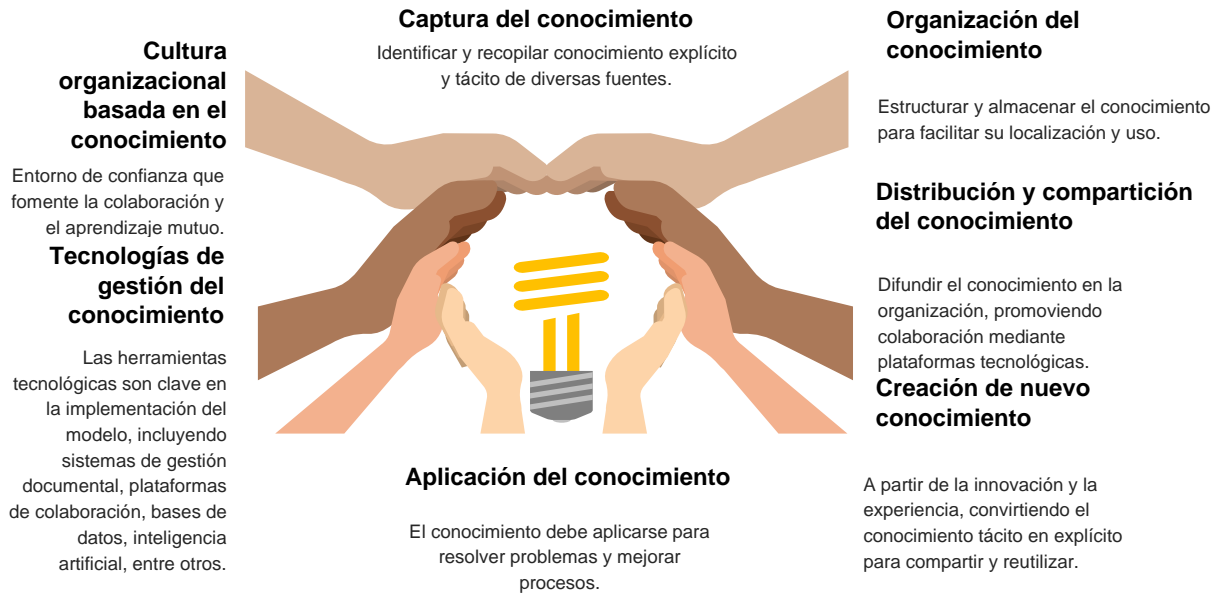 Captura del conocimiento
Identificar y recopilar conocimiento explícito
y tácito de diversas fuentes.
Organización del
conocimiento
Estructurar y almacenar el conocimiento
para facilitar su localización y uso.
Distribución y compartición
del conocimiento
Difundir el conocimiento en la
organización, promoviendo
colaboración mediante
plataformas tecnológicas.
Creación de nuevo
conocimiento
A partir de la innovación y la
experiencia, convirtiendo el
conocimiento tácito en explícito
para compartir y reutilizar.
Aplicación del conocimiento
El conocimiento debe aplicarse para
resolver problemas y mejorar
procesos.
Cultura
organizacional
basada en el
conocimiento
Entorno de confianza que
fomente la colaboración y
el aprendizaje mutuo.
Tecnologías de
gestión del
conocimiento
Las herramientas
tecnológicas son clave en
la implementación del
modelo, incluyendo
sistemas de gestión
documental, plataformas
de colaboración, bases de
datos, inteligencia
artificial, entre otros.